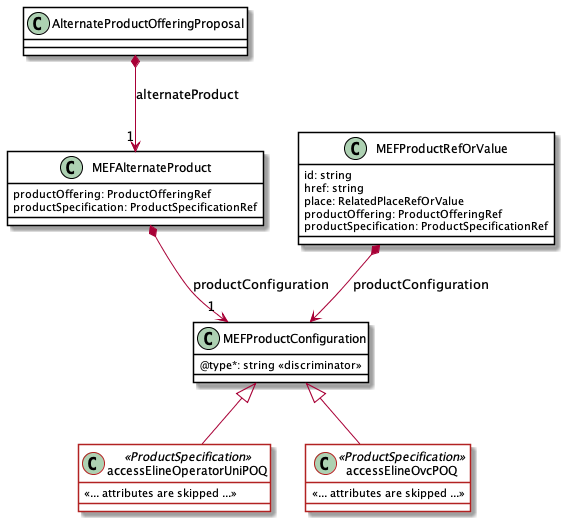 C AlternateProductOfferingProposal
alternateProduct
1
C MEFAlternateProduct
productOffering: ProductOfferingRef
productSpecification: ProductSpecificationRef
C MEFProductRefOrValue
id: string
href: string
place: RelatedPlaceRefOrValue
productOffering: ProductOfferingRef
productSpecification: ProductSpecificationRef
productConfiguration
1
productConfiguration
C MEFProductConfiguration
@type*: string «discriminator»
C «ProductSpecification»
accessElineOperatorUniPOQ
«... attributes are skipped ...»
C «ProductSpecification»
accessElineOvcPOQ
«... attributes are skipped ...»